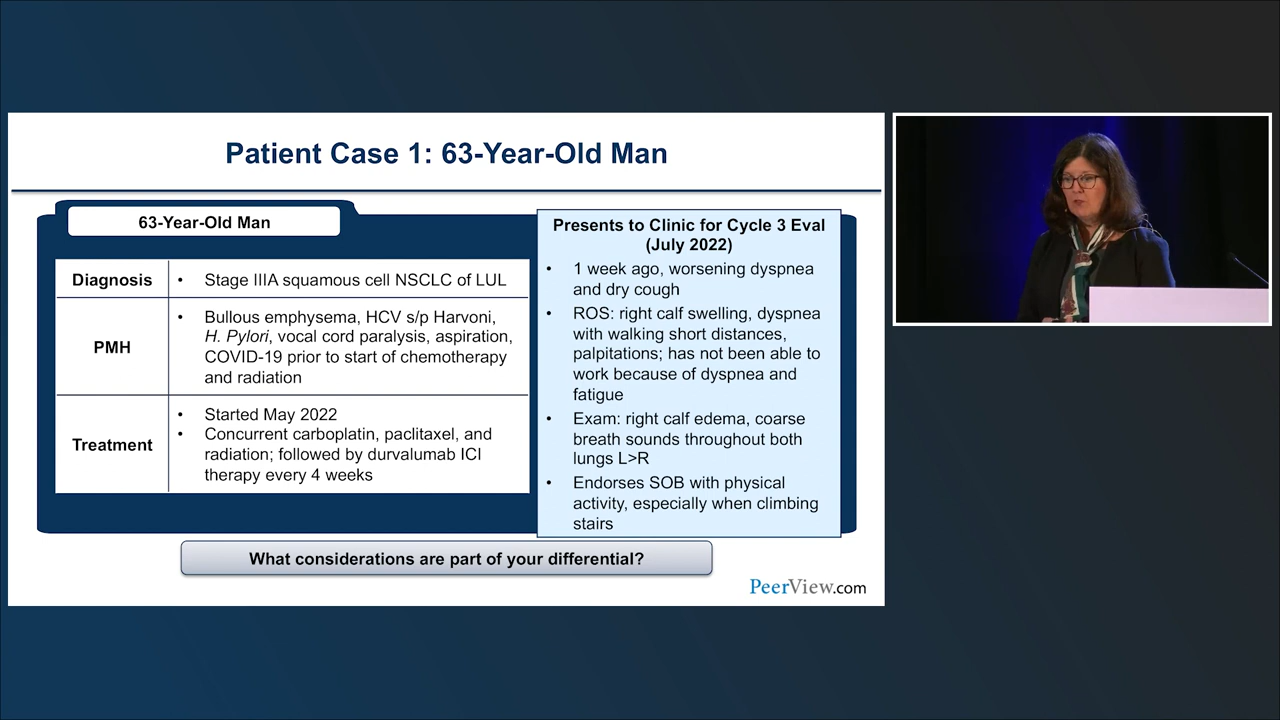 Patient Case 1: 63-Year-Old Man
63-Year-Old Man
Diagnosis
• Stage IIIA squamous cell NSCLC of LUL
PMH
• Bullous emphysema, HCV s/p Harvoni,
H. Pylori, vocal cord paralysis, aspiration,
COVID-19 prior to start of chemotherapy
and radiation
Treatment
• Started May 2022
• Concurrent carboplatin, paclitaxel, and
radiation; followed by durvalumab ICI
therapy every 4 weeks
Presents to Clinic for Cycle 3 Eval
(July 2022)
• 1 week ago, worsening dyspnea
and dry cough
• ROS: right calf swelling, dyspnea
with walking short distances,
palpitations; has not been able to
work because of dyspnea and
fatigue
• Exam: right calf edema, coarse
breath sounds throughout both
lungs L>R
• Endorses SOB with physical
activity, especially when climbing
stairs
What considerations are part of your differential?
PeerView.com